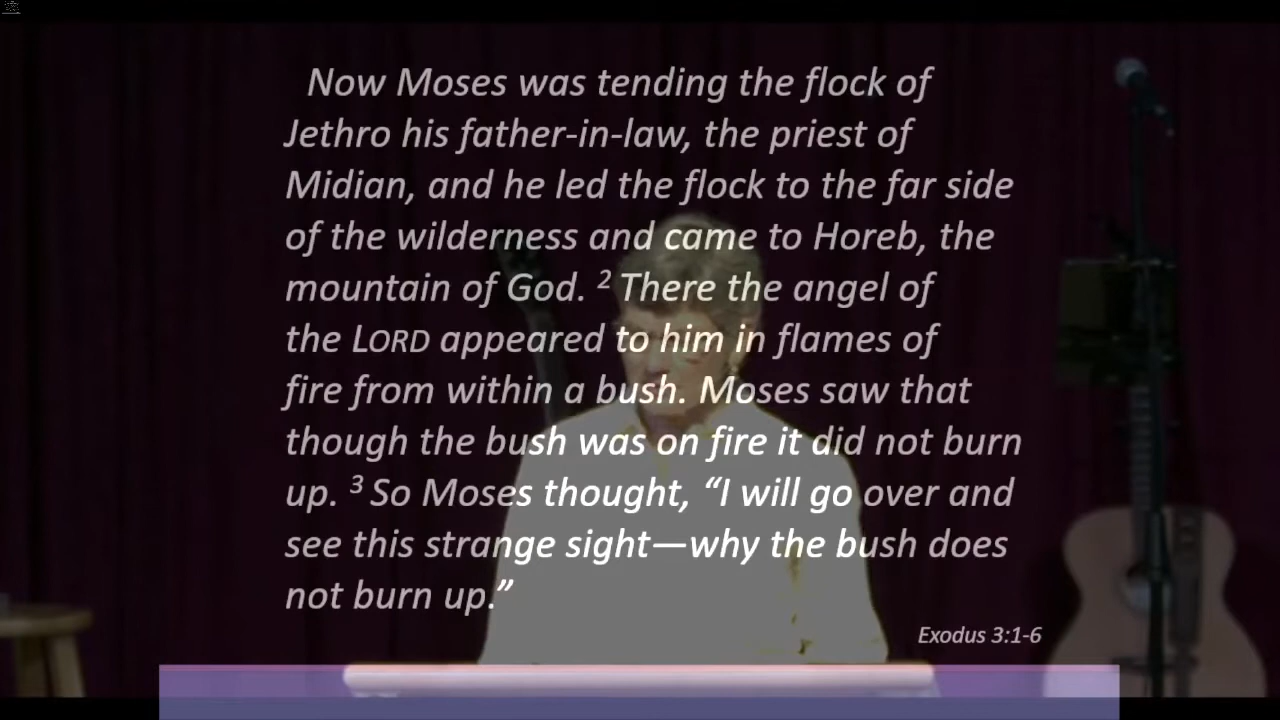 Now Moses was tending the flock of
Jethro his father-in-law, the priest of
Midian, and he led the flock to the far side
of the wilderness and came to Horeb, the
mountain of God. ² There the angel of
the LORD appeared to him in flames of
fire from within a bush. Moses saw that
though the bush was on fire it did not burn
up. ³ So Moses thought, “I will go over and
see this strange sight—why the bush does
not burn up.”
Exodus 3:1-6